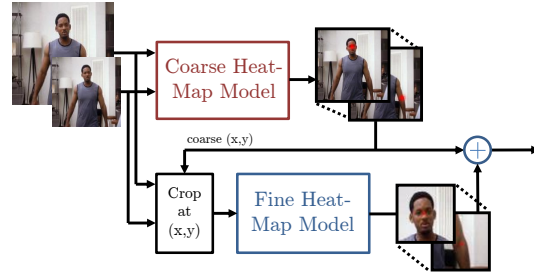 Coarse Heat-
Map Model
coarse (x,y)
+
Crop
at
(x,y)
Fine Heat-
Map Model